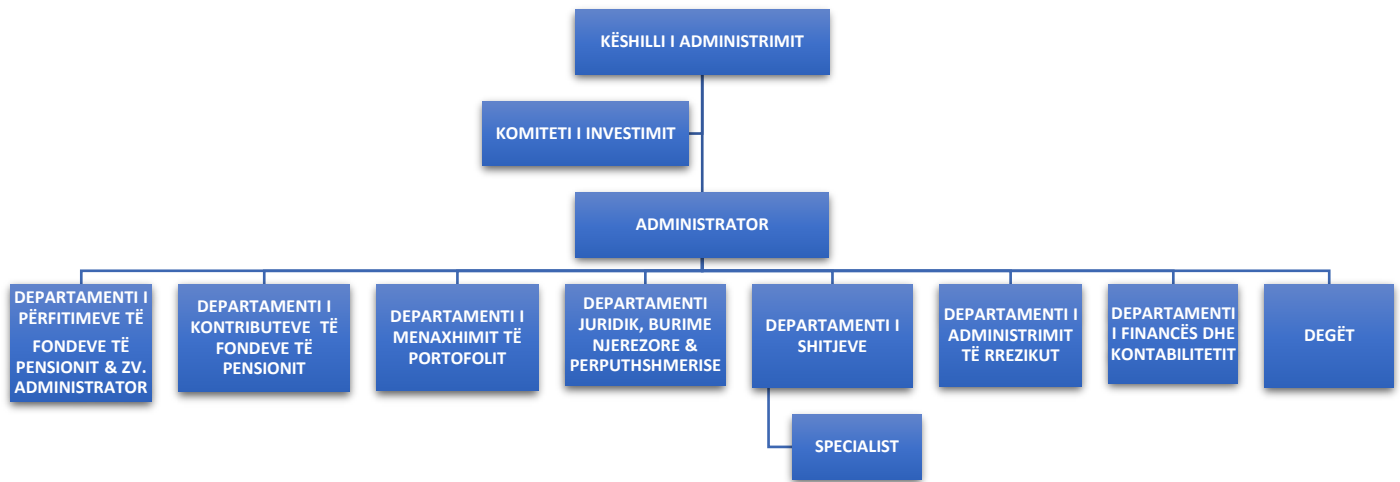 KËSHILLI I ADMINISTRIMIT
KOMITETI I INVESTIMIT
ADMINISTRATOR
DEPARTAMENTI I
PËRFITIMEVE TË
FONDEVE TË
PENSIONIT & ZV.
ADMINISTRATOR
DEPARTAMENTI I
KONTRIBUTEVE TË
FONDEVE TË
PENSIONIT
DEPARTAMENTI I
MENAXHIMIT TË
PORTOFOLIT
DEPARTAMENTI
JURIDIK, BURIME
NJEREZORE &
PERPUTHSHMERISE
DEPARTAMENTI I
SHITJEVE
DEPARTAMENTI I
ADMINISTRIMIT
TË RREZIKUT
DEPARTAMENTI
I FINANCËS DHE
KONTABILITETIT
DEGËT
SPECIALIST